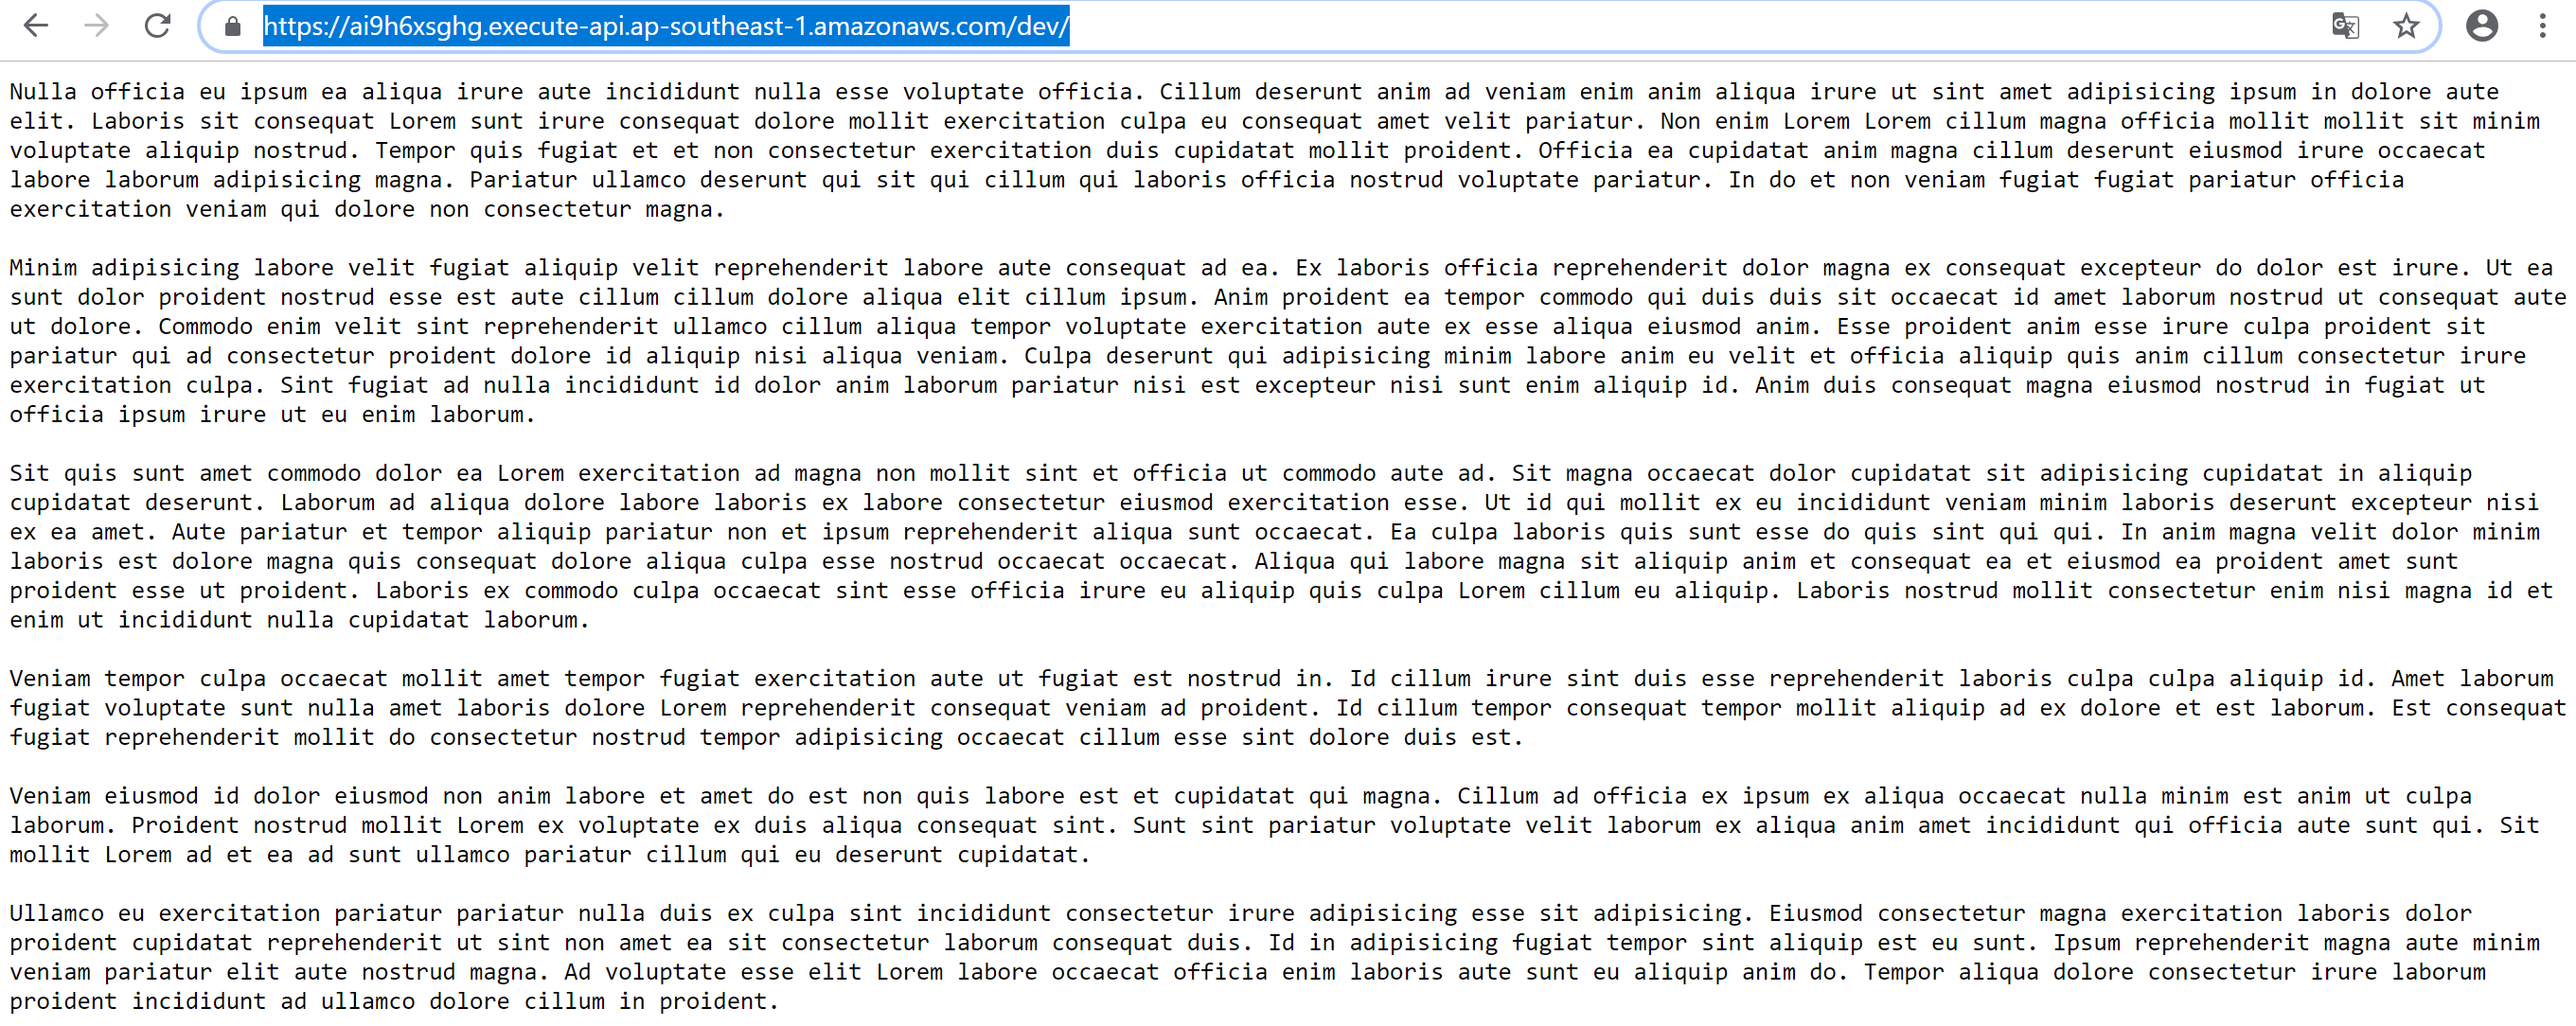 https://ai9h6xsghg.execute-api.ap-southeast-1.amazonaws.com/dev/
Nulla officia eu ipsum ea aliqua irure aute incididunt nulla esse voluptate officia. Cillum deserunt anim ad veniam enim anim aliqua irure ut sint amet adipisicing ipsum in dolore aute
elit. Laboris sit consequat Lorem sunt irure consequat dolore mollit exercitation culpa eu consequat amet velit pariatur. Non enim Lorem Lorem cillum magna officia mollit mollit sit minim
voluptate aliquip nostrud. Tempor quis fugiat et et non consectetur exercitation duis cupidatat mollit proident. Officia ea cupidatat anim magna cillum deserunt eiusmod irure occaecat
labore laborum adipisicing magna. Pariatur ullamco deserunt qui sit qui cillum qui laboris officia nostrud voluptate pariatur. In do et non veniam fugiat fugiat pariatur officia
exercitation veniam qui dolore non consectetur magna.
Minim adipisicing labore velit fugiat aliquip velit reprehenderit labore aute consequat ad ea. Ex laboris officia reprehenderit dolor magna ex consequat excepteur do dolor est irure. Ut ea
sunt dolor proident nostrud esse est aute cillum cillum dolore aliqua elit cillum ipsum. Anim proident ea tempor commodo qui duis duis sit occaecat id amet laborum nostrud ut consequat aute
ut dolore. Commodo enim velit sint reprehenderit ullamco cillum aliqua tempor voluptate exercitation aute ex esse aliqua eiusmod anim. Esse proident anim esse irure culpa proident sit
pariatur qui ad consectetur proident dolore id aliquip nisi aliqua veniam. Culpa deserunt qui adipisicing minim labore anim eu velit et officia aliquip quis anim cillum consectetur irure
exercitation culpa. Sint fugiat ad nulla incididunt id dolor anim laborum pariatur nisi est excepteur nisi sunt enim aliquip id. Anim duis consequat magna eiusmod nostrud in fugiat ut
officia ipsum irure ut eu enim laborum.
Sit quis sunt amet commodo dolor ea Lorem exercitation ad magna non mollit sint et officia ut commodo aute ad. Sit magna occaecat dolor cupidatat sit adipisicing cupidatat in aliquip
cupidatat deserunt. Laborum ad aliqua dolore labore laboris ex labore consectetur eiusmod exercitation esse. Ut id qui mollit ex eu incididunt veniam minim laboris deserunt excepteur nisi
ex ea amet. Aute pariatur et tempor aliquip pariatur non et ipsum reprehenderit aliqua sunt occaecat. Ea culpa laboris quis sunt esse do quis sint qui qui. In anim magna velit dolor minim
laboris est dolore magna quis consequat dolore aliqua culpa esse nostrud occaecat occaecat. Aliqua qui labore magna sit aliquip anim et consequat ea et eiusmod ea proident amet sunt
proident esse ut proident. Laboris ex commodo culpa occaecat sint esse officia irure eu aliquip quis culpa Lorem cillum eu aliquip. Laboris nostrud mollit consectetur enim nisi magna id et
enim ut incididunt nulla cupidatat laborum.
Veniam tempor culpa occaecat mollit amet tempor fugiat exercitation aute ut fugiat est nostrud in. Id cillum irure sint duis esse reprehenderit laboris culpa culpa aliquip id. Amet laborum
fugiat voluptate sunt nulla amet laboris dolore Lorem reprehenderit consequat veniam ad proident. Id cillum tempor consequat tempor mollit aliquip ad ex dolore et est laborum. Est consequat
fugiat reprehenderit mollit do consectetur nostrud tempor adipisicing occaecat cillum esse sint dolore duis est.
Veniam eiusmod id dolor eiusmod non anim labore et amet do est non quis labore est et cupidatat qui magna. Cillum ad officia ex ipsum ex aliqua occaecat nulla minim est anim ut culpa
laborum. Proident nostrud mollit Lorem ex voluptate ex duis aliqua consequat sint. Sunt sint pariatur voluptate velit laborum ex aliqua anim amet incididunt qui officia aute sunt qui. Sit
mollit Lorem ad et ea ad sunt ullamco pariatur cillum qui eu deserunt cupidatat.
Ullamco eu exercitation pariatur pariatur nulla duis ex culpa sint incididunt consectetur irure adipisicing esse sit adipisicing. Eiusmod consectetur magna exercitation laboris dolor
proident cupidatat reprehenderit ut sint non amet ea sit consectetur laborum consequat duis. Id in adipisicing fugiat tempor sint aliquip est eu sunt. Ipsum reprehenderit magna aute minim
veniam pariatur elit aute nostrud magna. Ad voluptate esse elit Lorem labore occaecat officia enim laboris aute sunt eu aliquip anim do. Tempor aliqua dolore consectetur irure laborum
proident incididunt ad ullamco dolore cillum in proident.